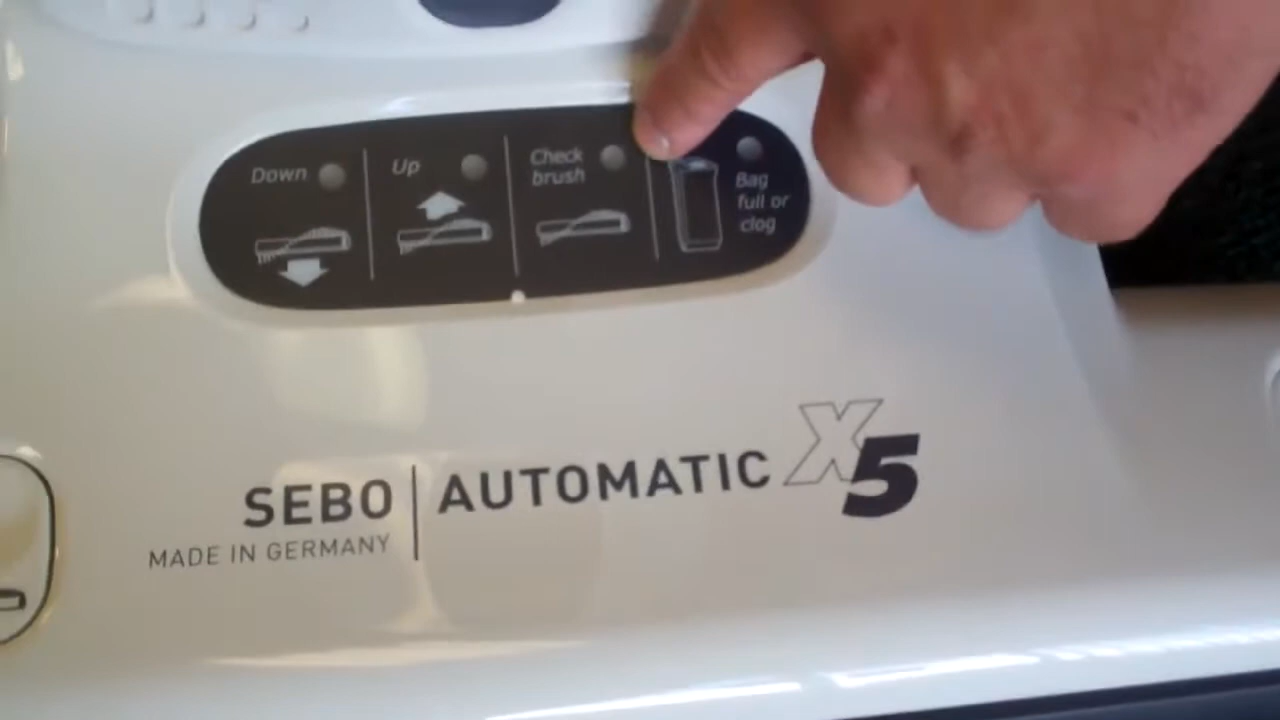 Down
Up
Check
brush
Bag
full or
clog
SEBO
MADE IN GERMANY
AUTOMATIC X5